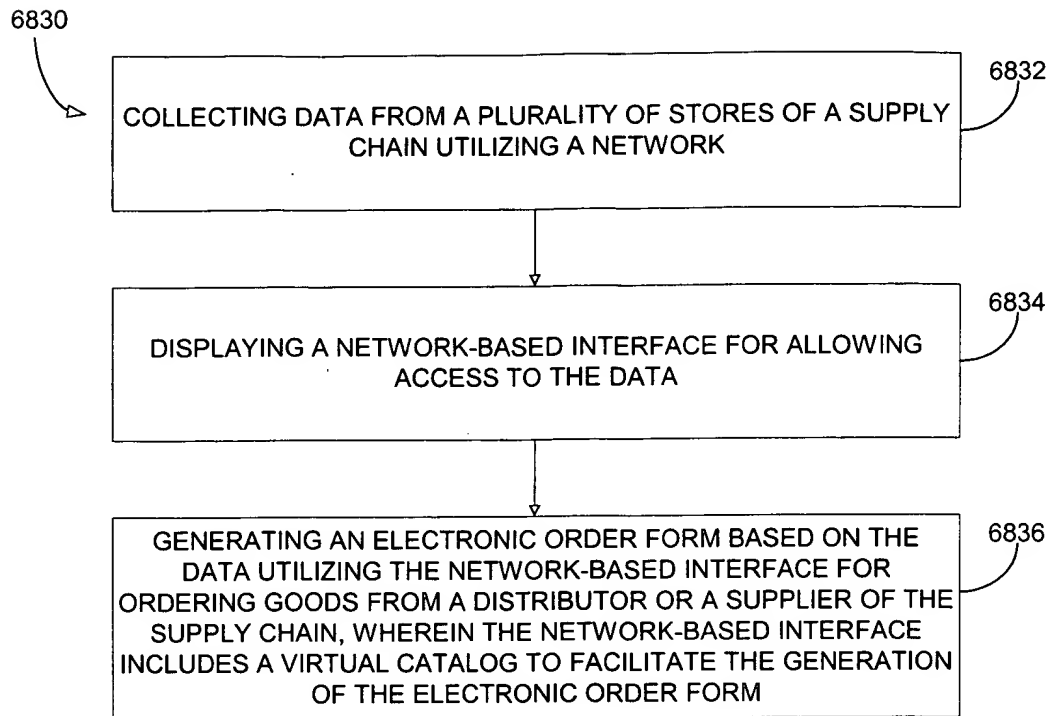 6830
6832
COLLECTING DATA FROM A PLURALITY OF STORES OF A SUPPLY
CHAIN UTILIZING A NETWORK
6834
DISPLAYING A NETWORK-BASED INTERFACE FOR ALLOWING
ACCESS TO THE DATA
6836
GENERATING AN ELECTRONIC ORDER FORM BASED ON THE
DATA UTILIZING THE NETWORK-BASED INTERFACE FOR
ORDERING GOODS FROM A DISTRIBUTOR OR A SUPPLIER OF THE
SUPPLY CHAIN, WHEREIN THE NETWORK-BASED INTERFACE
INCLUDES A VIRTUAL CATALOG TO FACILITATE THE GENERATION
OF THE ELECTRONIC ORDER FORM